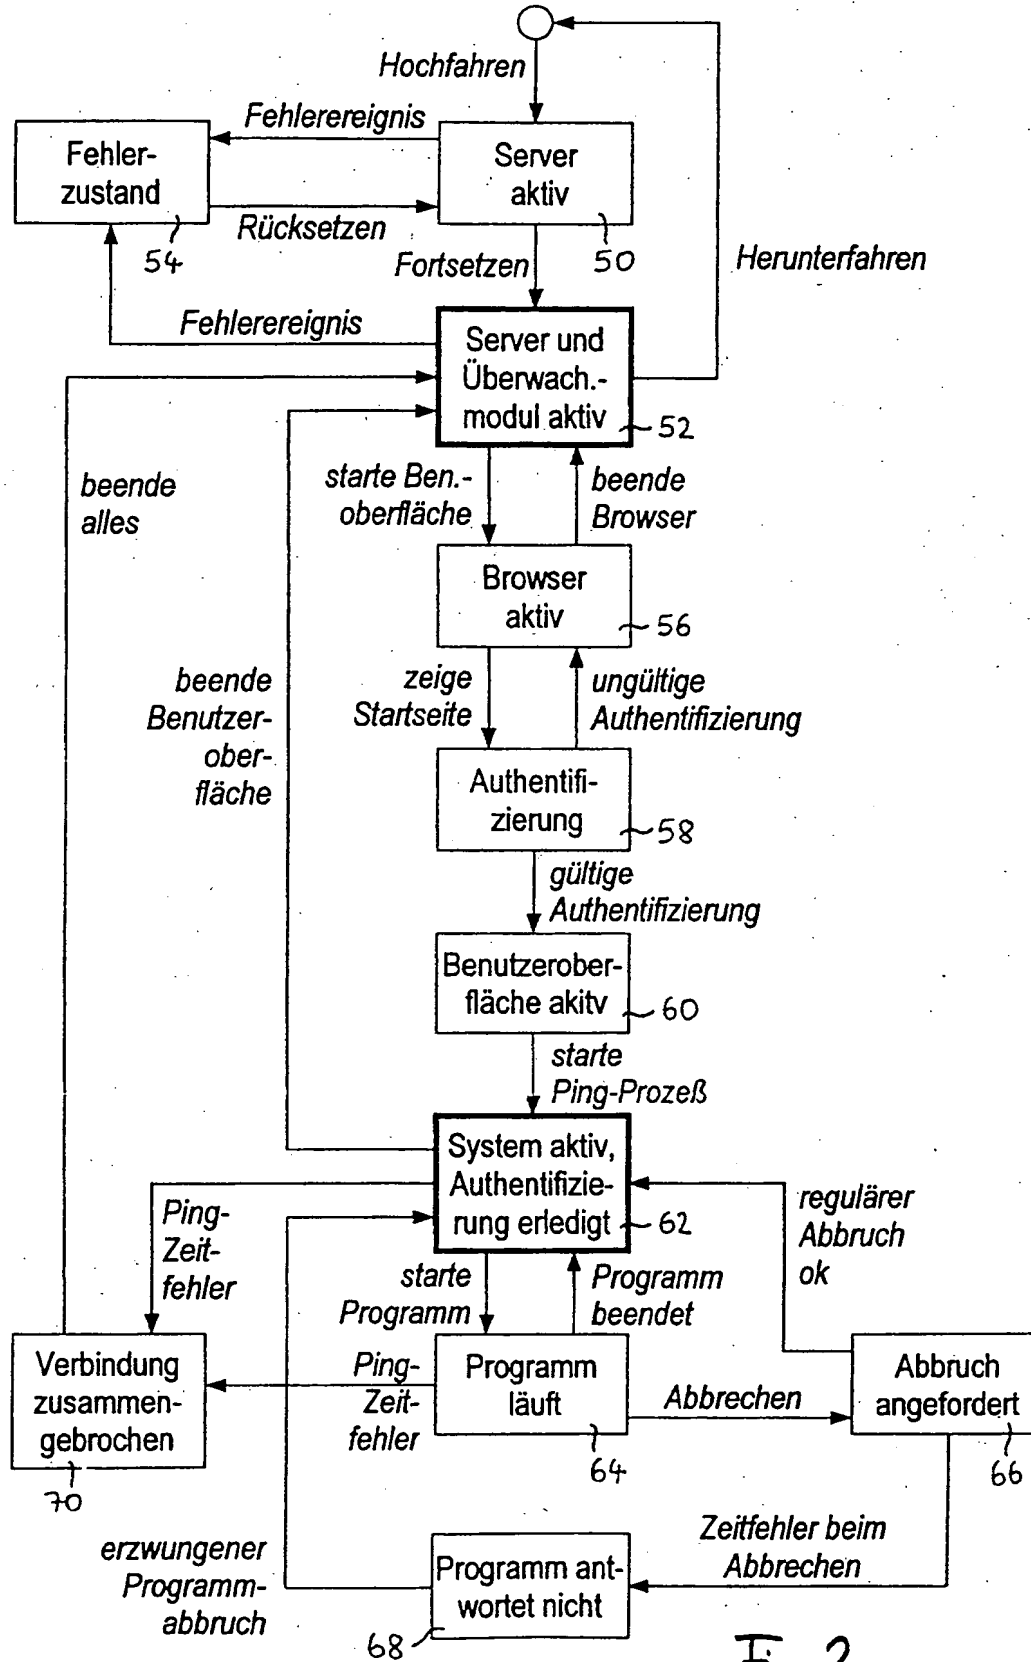 Hochfahren
Fehlerereignis
Fehler-
zustand
54
Server
aktiv
50
Rücksetzen
Fortsetzen
Herunterfahren
Fehlerereignis
Server und
Überwach.-
modul aktiv
52
beende
alles
starte Ben.-
oberfläche
beende
Browser
Browser
aktiv
56
beende
Benutzer-
ober-
fläche
zeige
Startseite
ungültige
Authentifizierung
Authentifi-
zierung
58
gültige
Authentifizierung
Benutzerober-
fläche akitv
60
starte
Ping-Prozeß
System aktiv,
Authentifizie-
rung erledigt
62
Ping-
Zeit-
fehler
regulärer
Abbruch
ok
starte
Programm
Programm
beendet
Verbindung
zusammen-
gebrochen
70
Ping-
Zeit-
fehler
Programm
läuft
64
Abbrechen
Abbruch
angefordert
66
erzwungener
Programm-
abbruch
Programm ant-
wortet nicht
68
Zeitfehler beim
Abbrechen